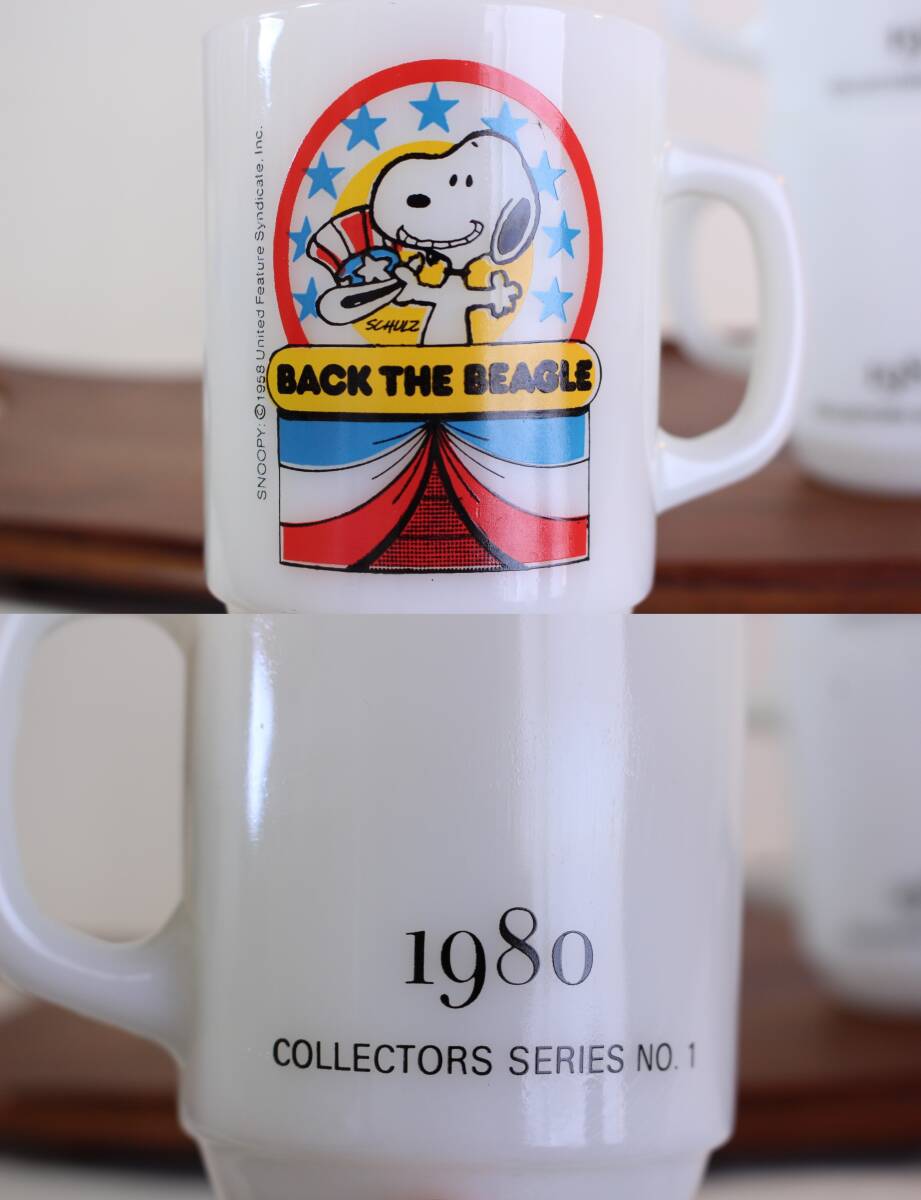 SNOOPY: © 1958 United Feature Syndicate, Inc.
SCHULZ
BACK THE BEAGLE
1980
COLLECTORS SERIES NO. 1